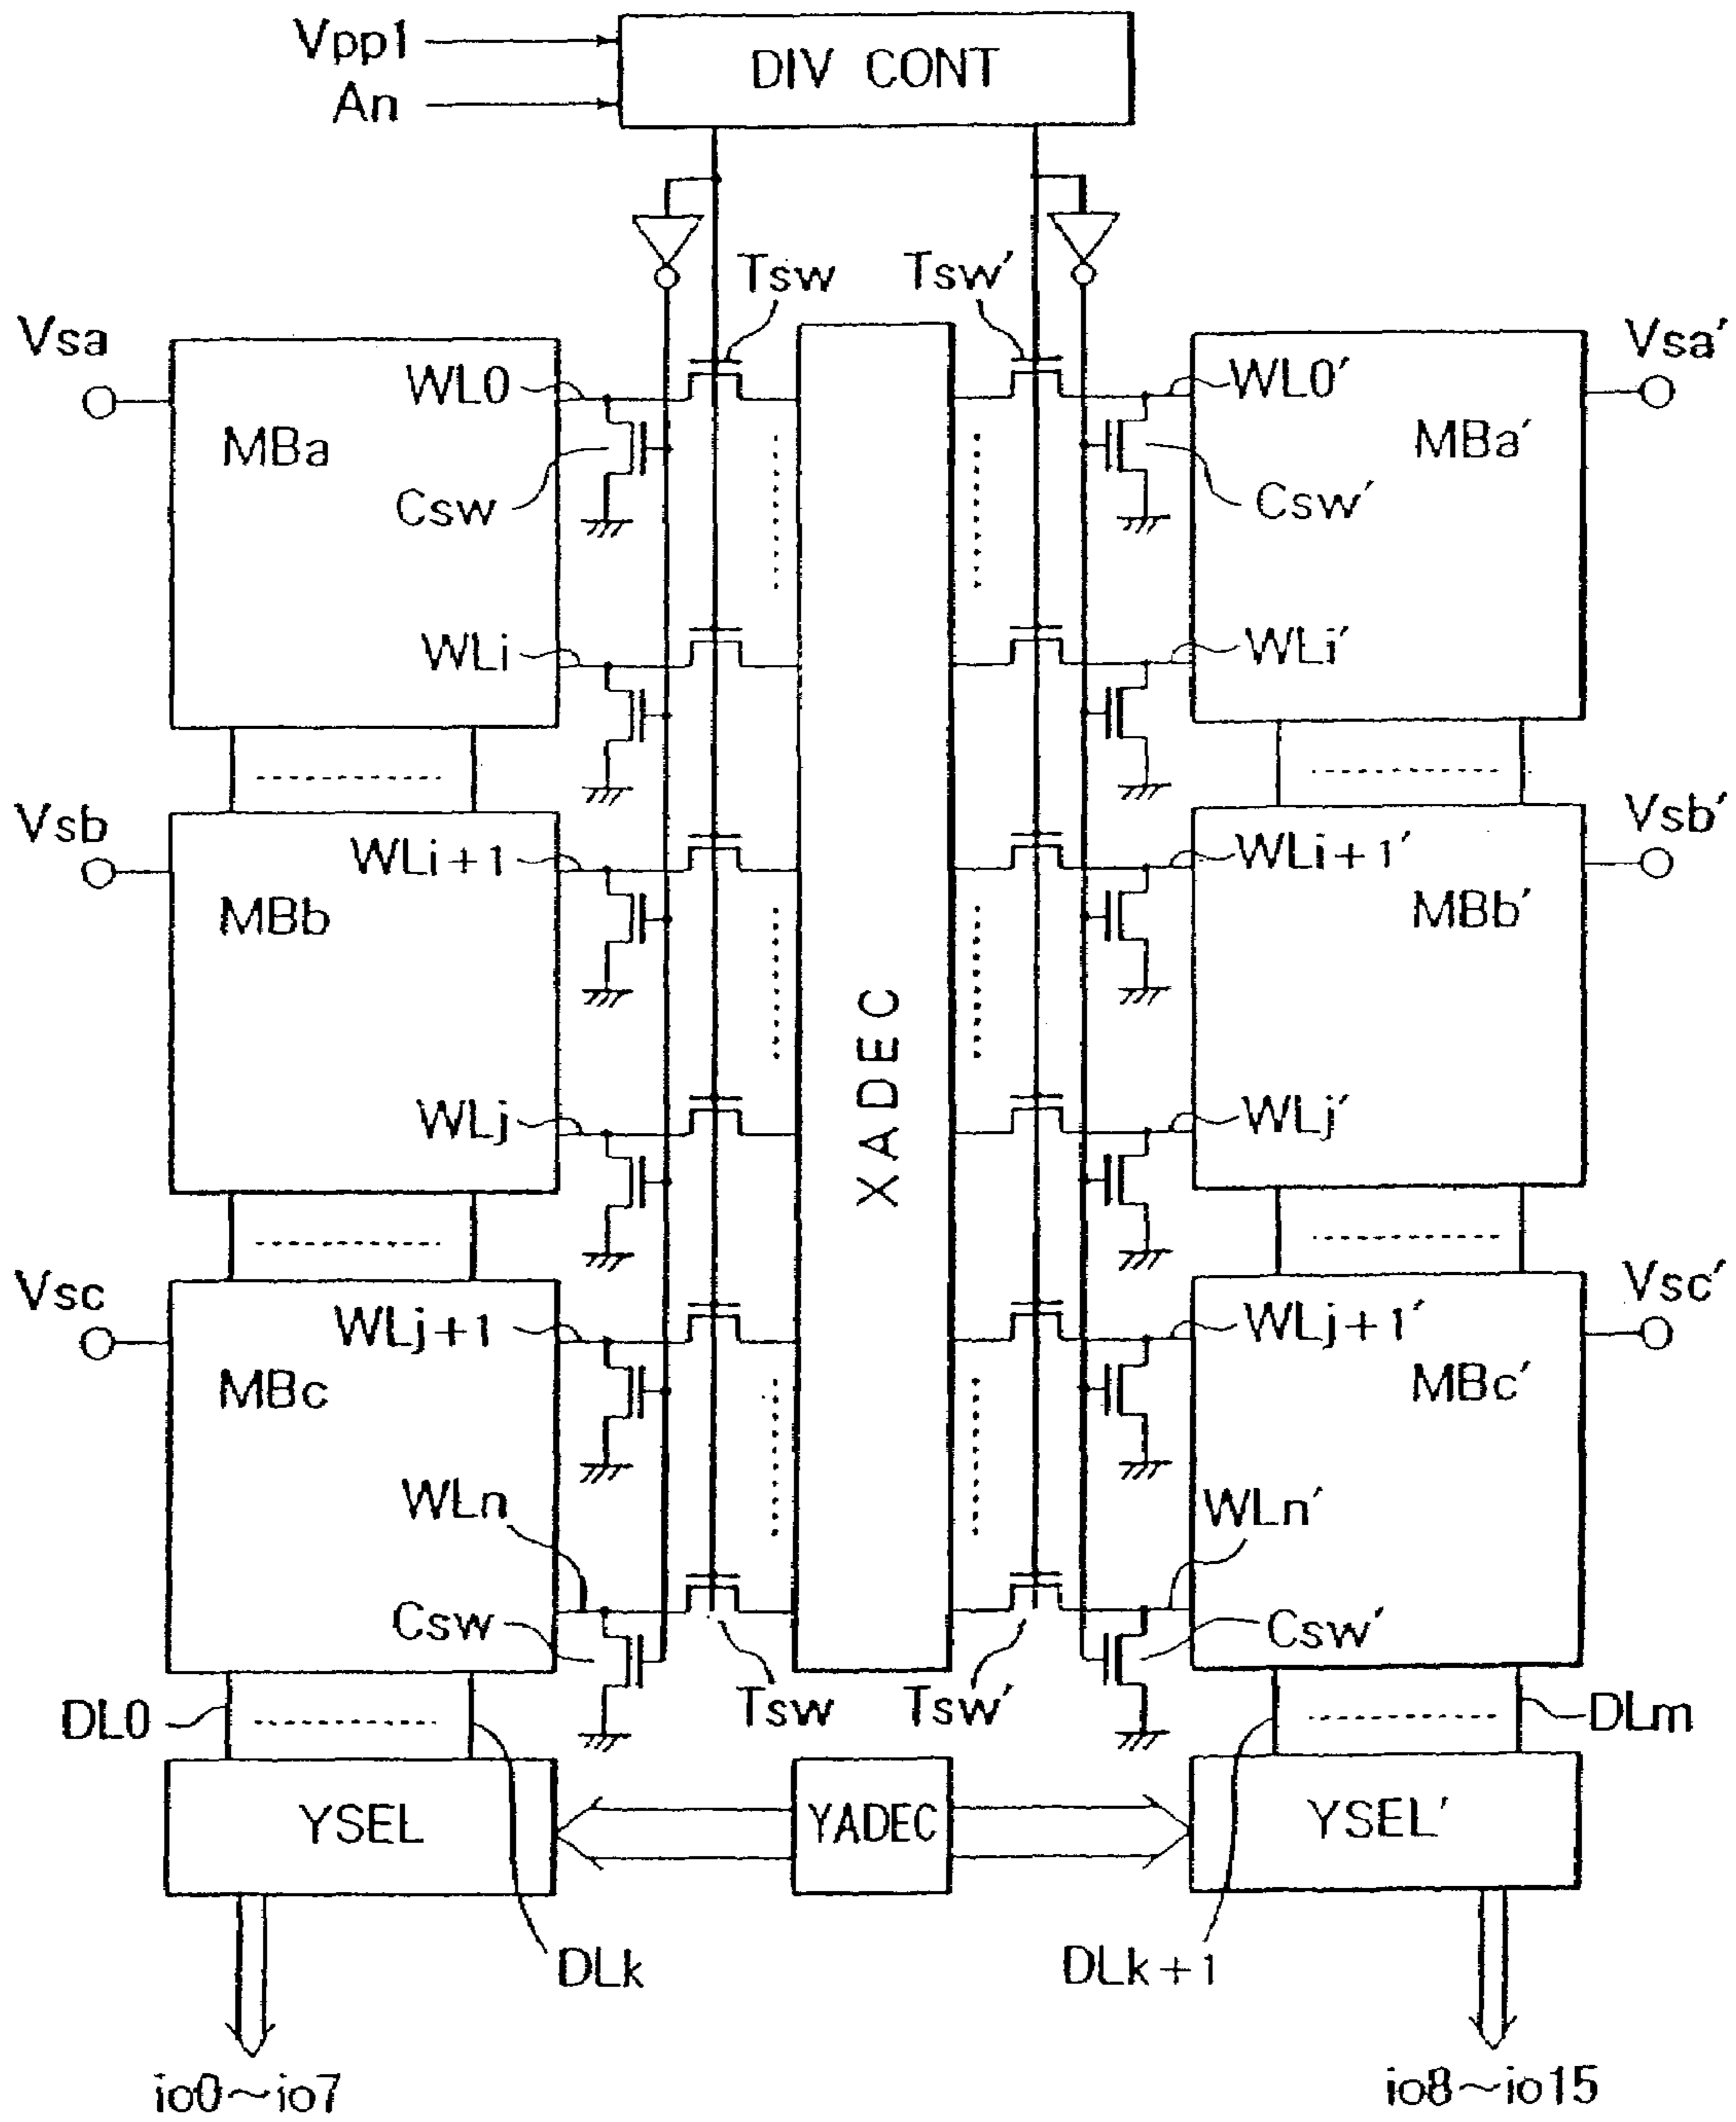 Vpp1
An
DIV CONT
Tsw
Tsw′
Vsa
Vsa′
WL0
WL0′
MBa
MBa′
Csw
Csw′
WLi
WLi′
Vsb
Vsb′
WLi+1
WLi+1′
MBb
MBb′
XADEC
WLj
WLj′
Vsc
Vsc′
WLj+1
WLj+1′
MBc
MBc′
WLn
WLn′
Csw
Csw′
Tsw
Tsw′
DL0
DLm
YSEL
YADEC
YSEL′
DLk
DLk+1
io0~io7
io8~io15